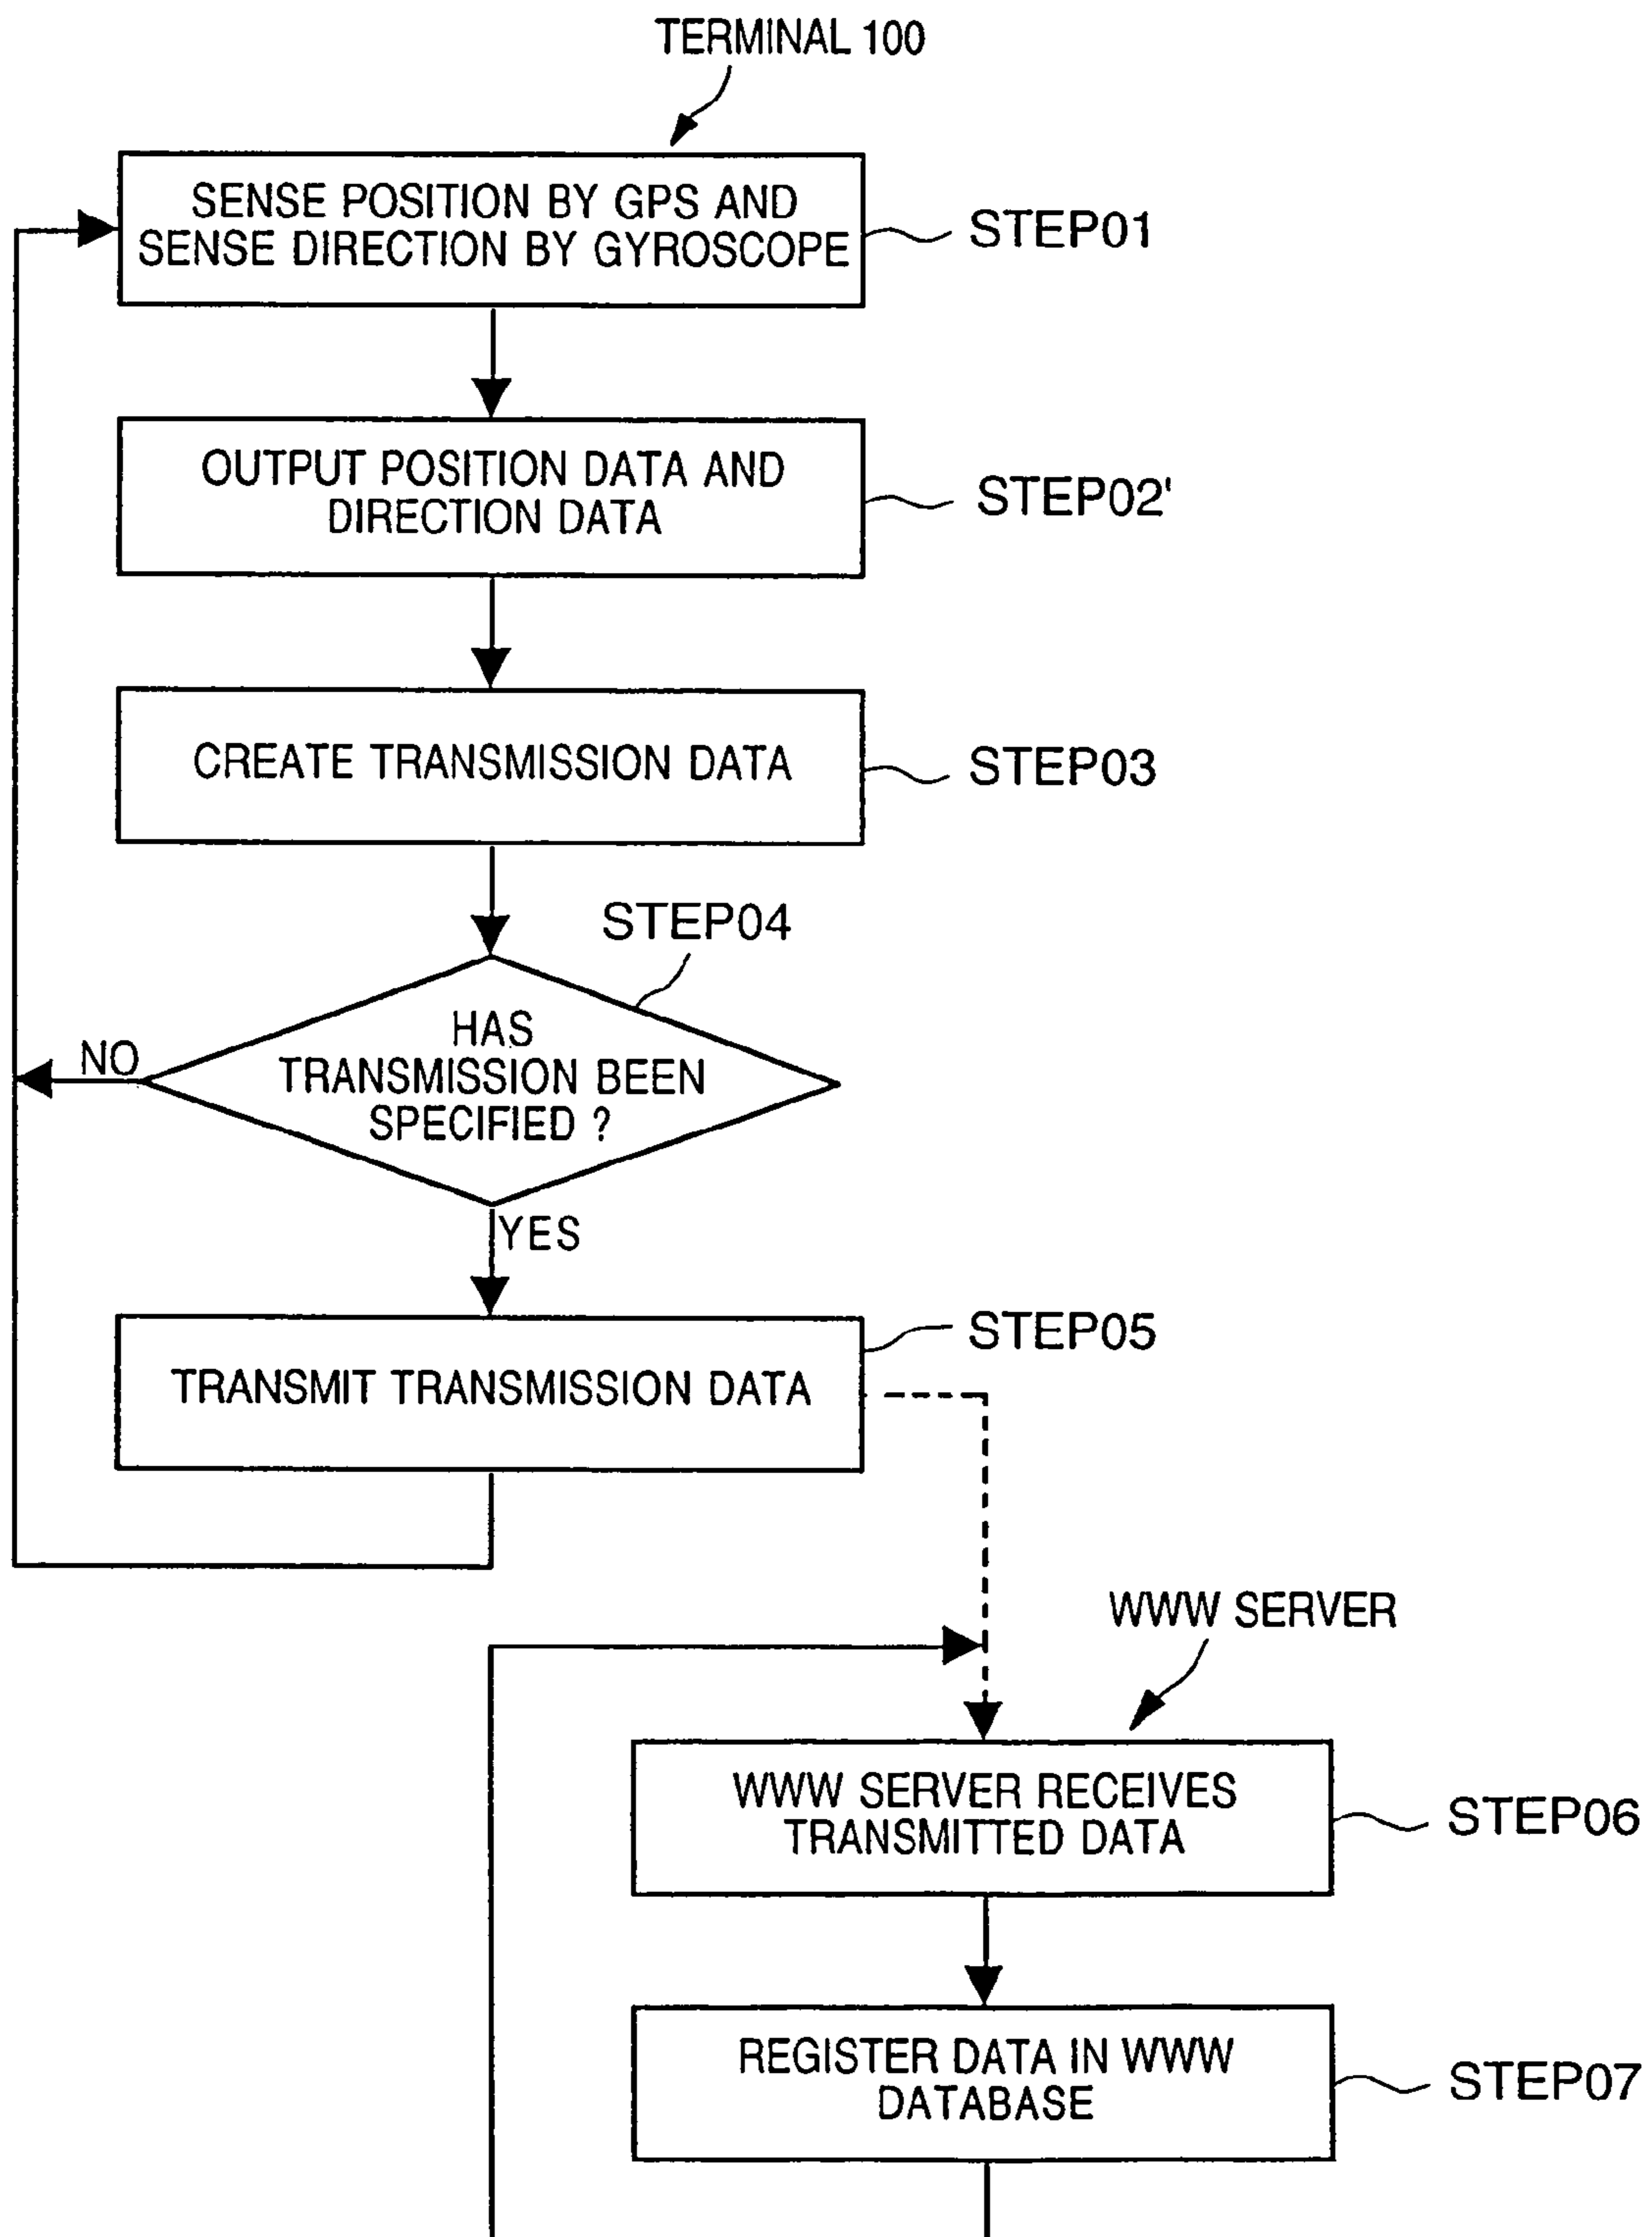 TERMINAL 100
SENSE POSITION BY GPS AND
SENSE DIRECTION BY GYROSCOPE
STEP01
OUTPUT POSITION DATA AND
DIRECTION DATA
STEP02'
CREATE TRANSMISSION DATA
STEP03
STEP04
HAS
TRANSMISSION BEEN
SPECIFIED ?
NO
YES
STEP05
TRANSMIT TRANSMISSION DATA
WWW SERVER
WWW SERVER RECEIVES
TRANSMITTED DATA
STEP06
REGISTER DATA IN WWW
DATABASE
STEP07